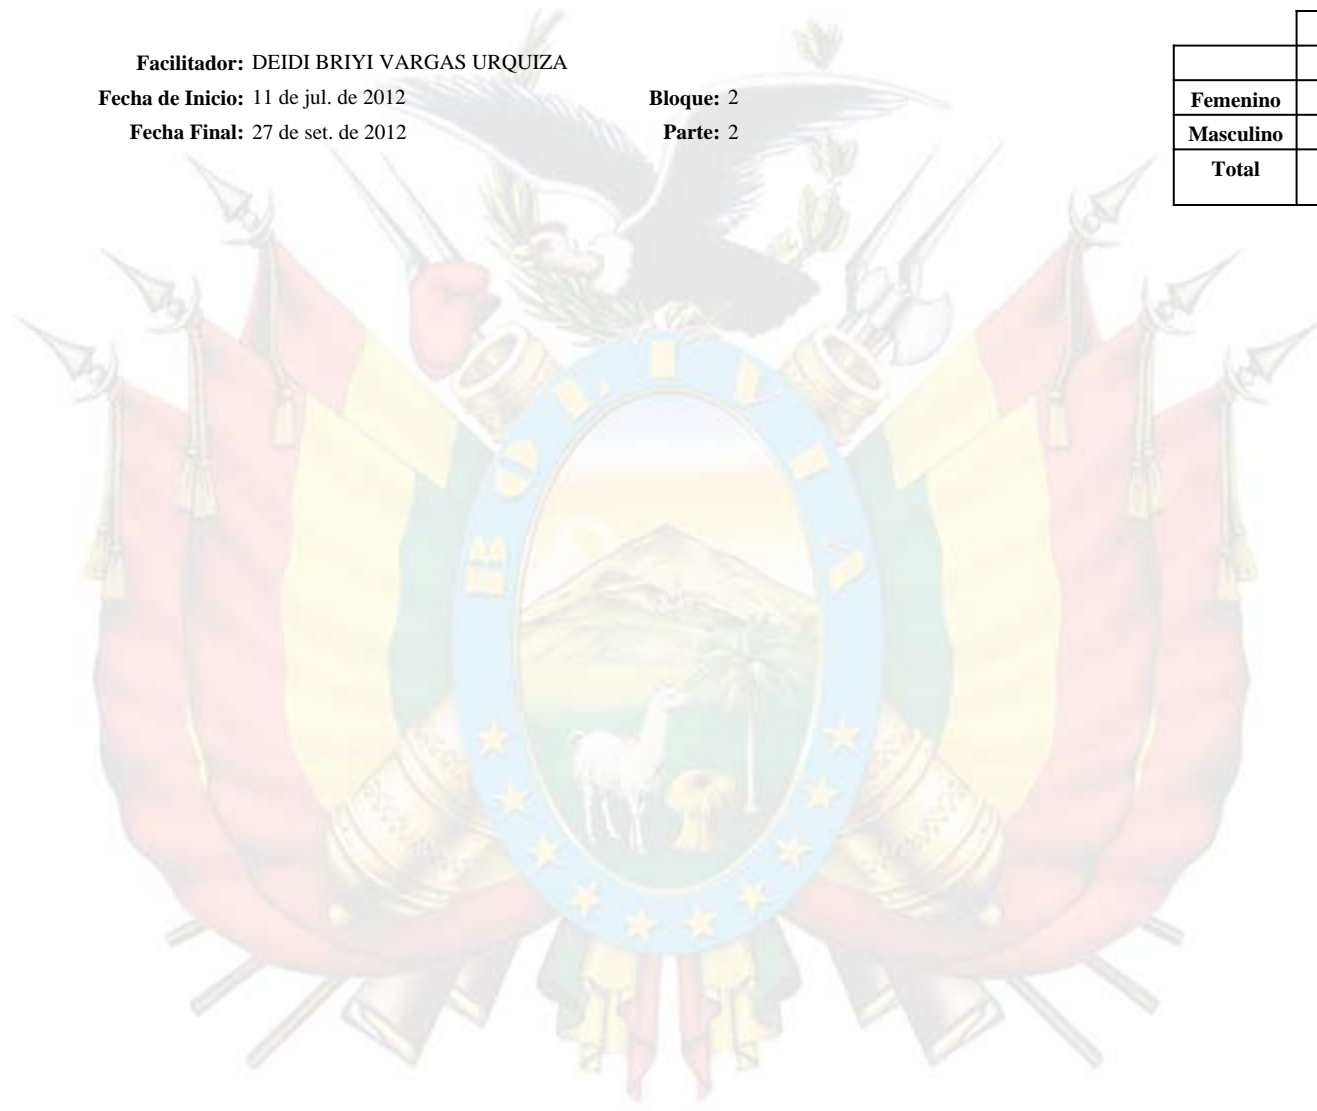 Facilitador: DEIDI BRIYI VARGAS URQUIZA
Fecha de Inicio: 11 de jul. de 2012 Bloque: 2
Fecha Final: 27 de set. de 2012 Parte: 2
Femenino
Masculino
Total
BOLIVIA